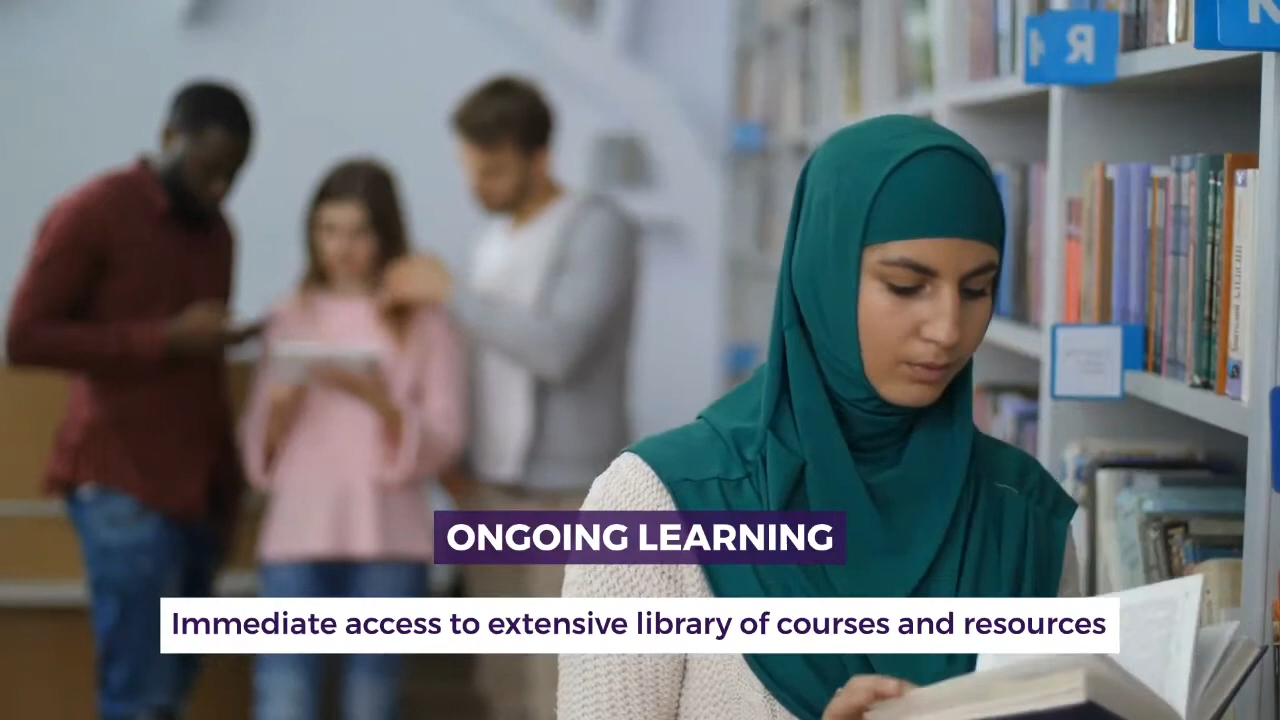 R
ONGOING LEARNING
Immediate access to extensive library of courses and resources